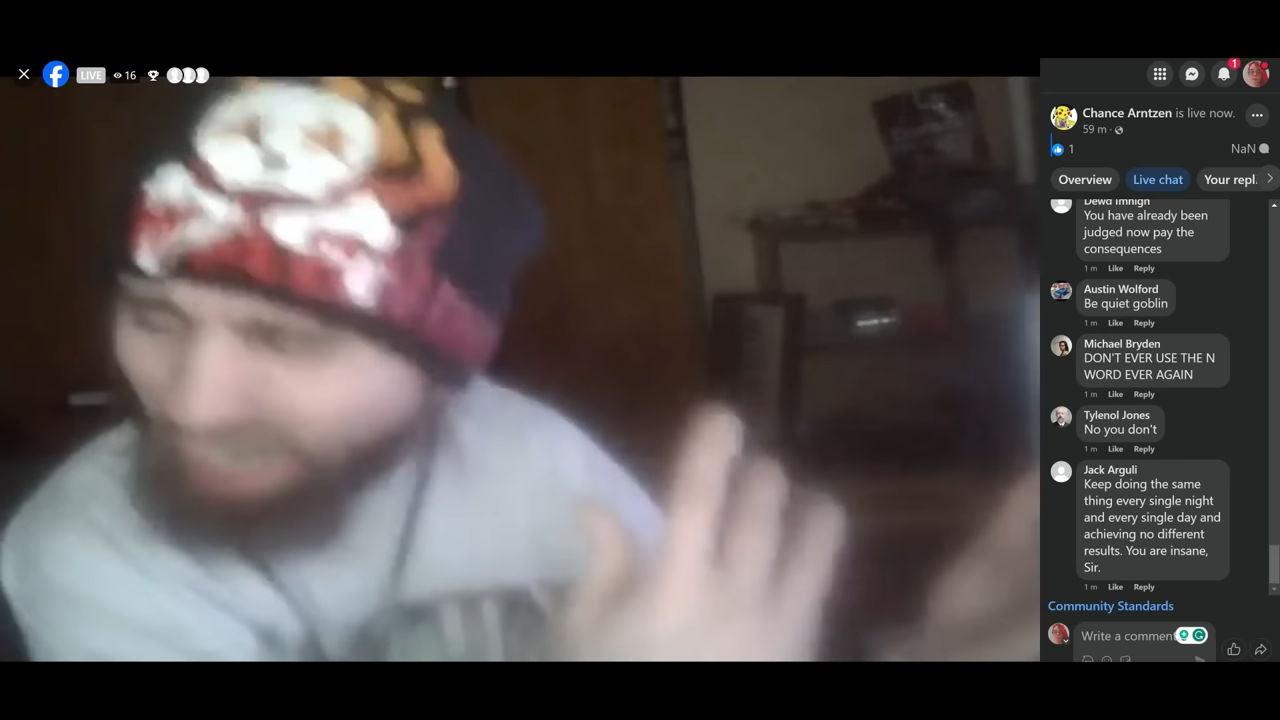 LIVE
16
1
Chance Arntzen is live now.
59 m ·
1
NaN
Overview
Live chat
Your repl.
Dewd Imhigh
You have already been
judged now pay the
consequences
1 m Like Reply
Austin Wolford
Be quiet goblin
1 m Like Reply
Michael Bryden
DON'T EVER USE THE N
WORD EVER AGAIN
1 m Like Reply
Tylenol Jones
No you don't
1 m Like Reply
Jack Arguli
Keep doing the same
thing every single night
and every single day and
achieving no different
results. You are insane,
Sir.
1 m Like Reply
Community Standards
Write a comment